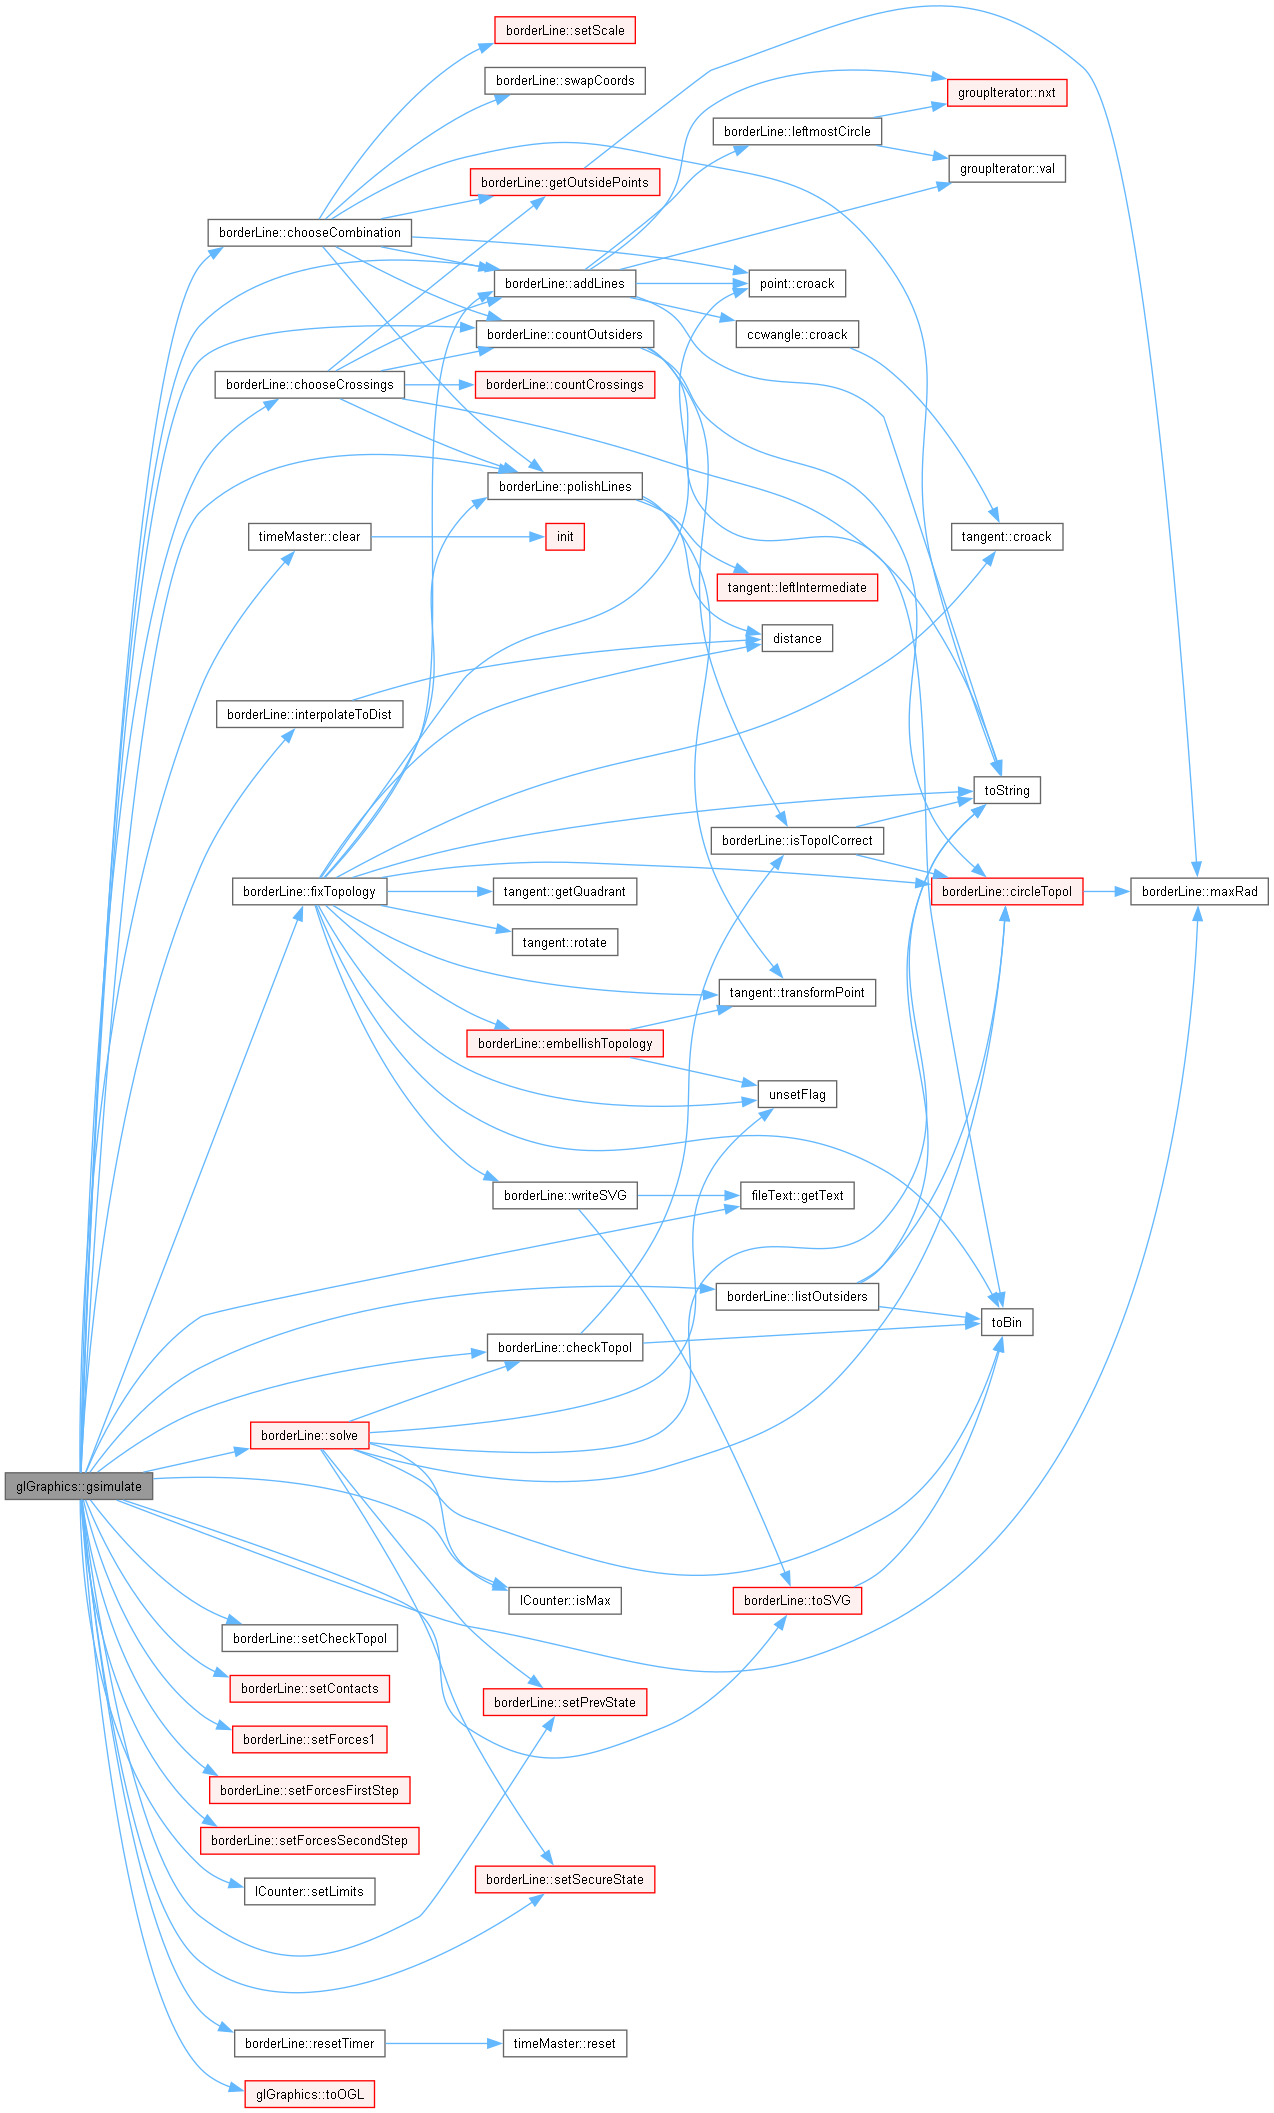 borderLine::setScale
borderLine::swapCoords
groupIterator::nxt
borderLine::leftmostCircle
groupIterator::val
borderLine::getOutsidePoints
borderLine::chooseCombination
borderLine::addLines
point::croack
borderLine::countOutsiders
ccwangle::croack
borderLine::chooseCrossings
borderLine::countCrossings
borderLine::polishLines
timeMaster::clear
init
tangent::croack
tangent::leftIntermediate
distance
borderLine::interpolateToDist
toString
borderLine::isTopolCorrect
borderLine::fixTopology
tangent::getQuadrant
borderLine::circleTopol
borderLine::maxRad
tangent::rotate
tangent::transformPoint
borderLine::embellishTopology
unsetFlag
borderLine::writeSVG
fileText::getText
borderLine::listOutsiders
toBin
borderLine::checkTopol
borderLine::solve
glGraphics::gsimulate
lCounter::isMax
borderLine::toSVG
borderLine::setCheckTopol
borderLine::setContacts
borderLine::setPrevState
borderLine::setForces1
borderLine::setForcesFirstStep
borderLine::setForcesSecondStep
borderLine::setSecureState
lCounter::setLimits
borderLine::resetTimer
timeMaster::reset
glGraphics::toOGL